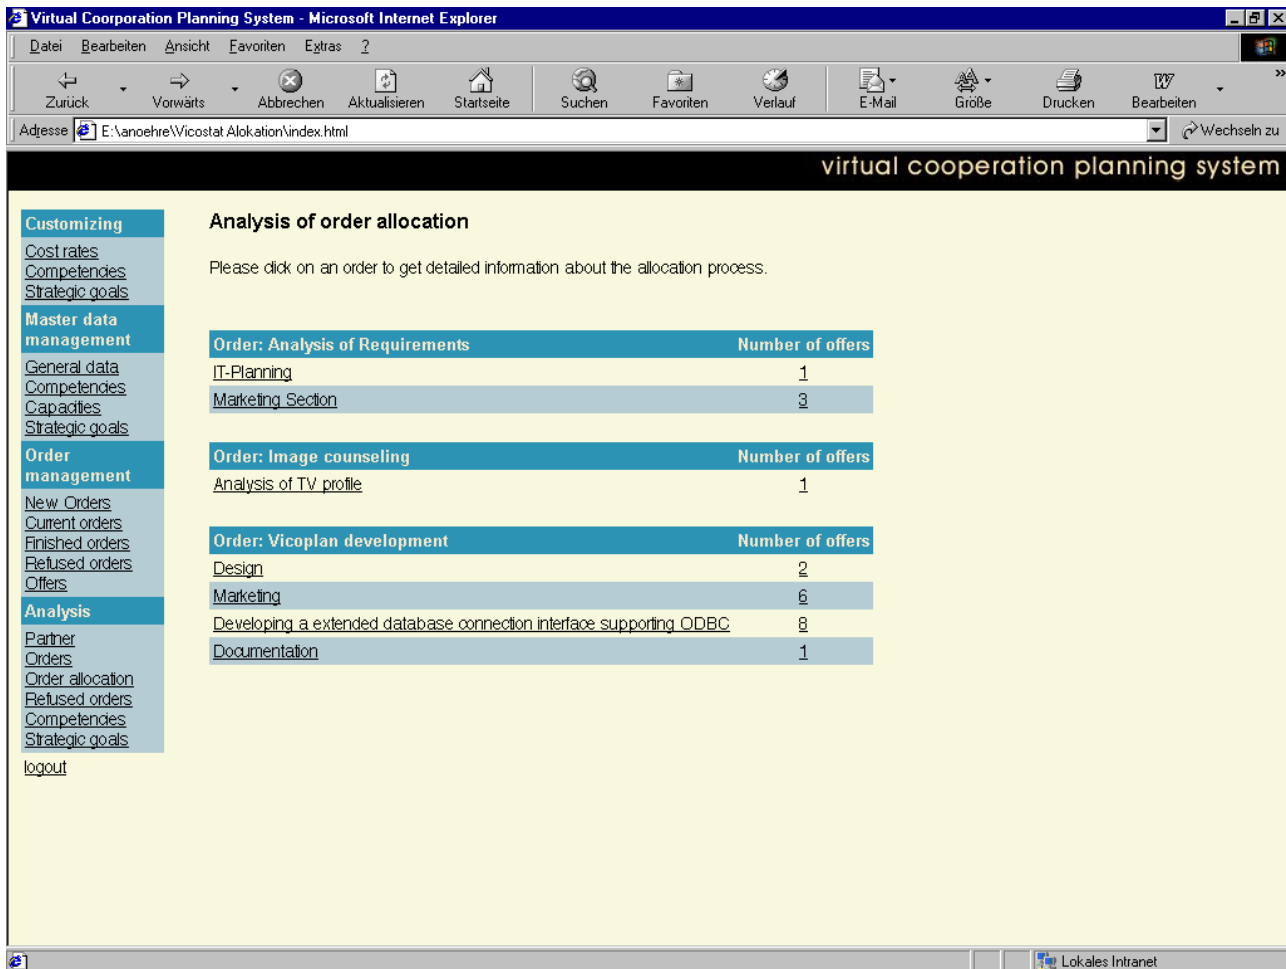 Virtual Coorporation Planning System - Microsoft Internet Explorer
Datei Bearbeiten Ansicht Favoriten Extras ?
Zurück Vorwärts Abbrechen Aktualisieren Startseite Suchen Favoriten Verlauf E-Mail Größe Drucken Bearbeiten »
Adresse E:\anoehre\Vicostat Alokation\index.html Wechseln zu
virtual cooperation planning system
Customizing
Cost rates
Competencies
Strategic goals
Master data
management
General data
Competencies
Capacities
Strategic goals
Order
management
New Orders
Current orders
Finished orders
Refused orders
Offers
Analysis
Partner
Orders
Order allocation
Refused orders
Competencies
Strategic goals
logout
Analysis of order allocation
Please click on an order to get detailed information about the allocation process.
Order: Analysis of Requirements Number of offers
IT-Planning 1
Marketing Section 3
Order: Image counseling Number of offers
Analysis of TV profile 1
Order: Vicoplan development Number of offers
Design 2
Marketing 6
Developing a extended database connection interface supporting ODBC 8
Documentation 1
Lokales Intranet